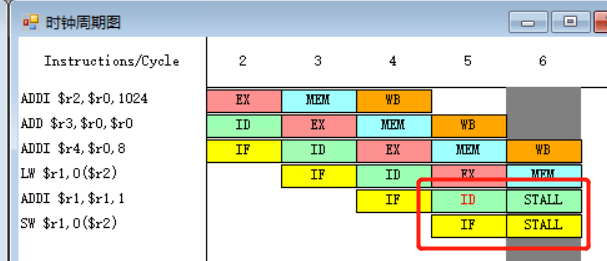 时钟周期图
Instructions/Cycle 2 3 4 5 6
ADDI $r2,$r0,1024 EX MEM WB
ADD $r3,$r0,$r0 ID EX MEM WB
ADDI $r4,$r0,8 IF ID EX MEM WB
LW $r1,0($r2) IF ID EX MEM
ADDI $r1,$r1,1 IF ID STALL
SW $r1,0($r2) IF STALL